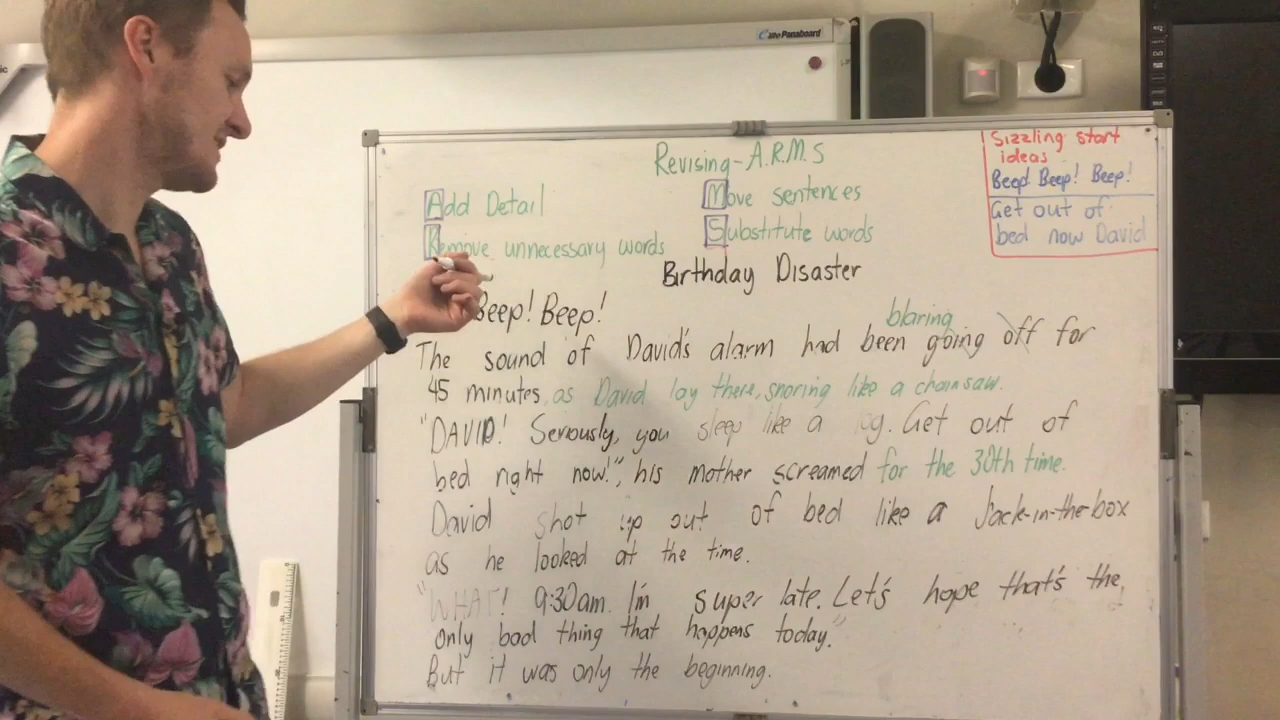 elite Panaboard
Revising - A.R.M.S
Add Detail
Move sentences
Remove unnecessary words
Substitute words
Sizzling start
ideas
Beep! Beep! Beep!
Get out of
bed now David
Birthday Disaster
Beep! Beep!
blaring
The sound of David's alarm had been going off for
45 minutes as David lay there, snoring like a chainsaw.
"DAVID! Seriously, you sleep like a log. Get out of
bed right now!", his mother screamed for the 30th time.
David shot up out of bed like a Jack-in-the-box
as he looked at the time.
"WHAT! 9:30am. I'm super late. Let's hope that's the
only bad thing that happens today."
But it was only the beginning.